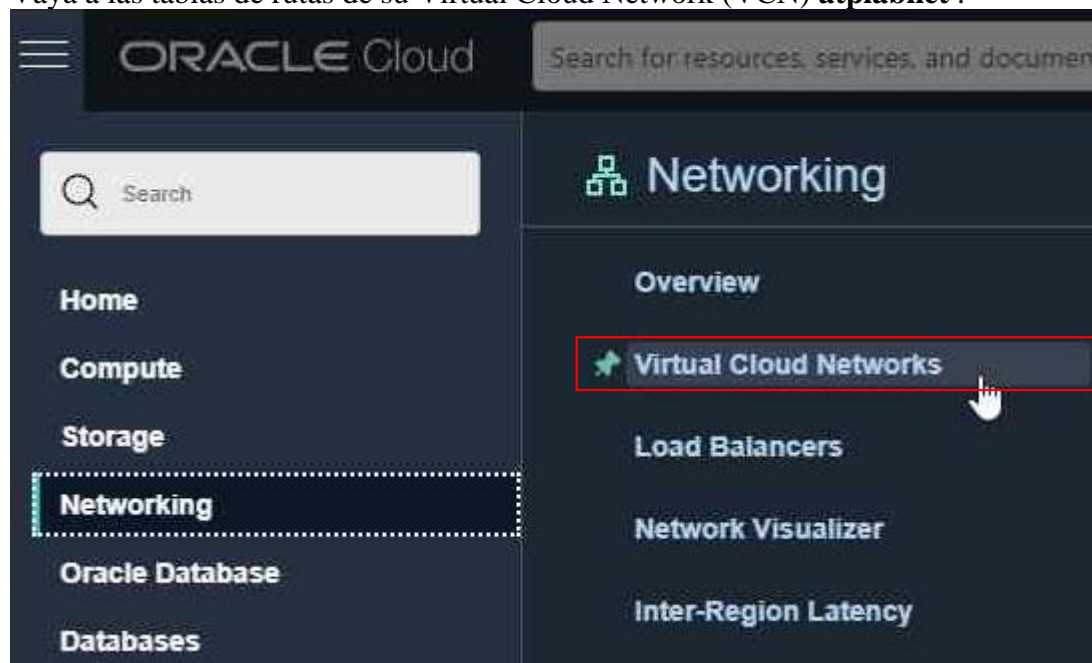 Vaya a las tablas de rutas de su Virtual Cloud Network (VCN) atplabnet .
ORACLE Cloud
Search for resources, services, and documen
Search
Networking
Home
Compute
Storage
Networking
Oracle Database
Databases
Overview
Virtual Cloud Networks
Load Balancers
Network Visualizer
Inter-Region Latency